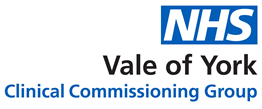 NHS
Vale of York
Clinical Commissioning Group